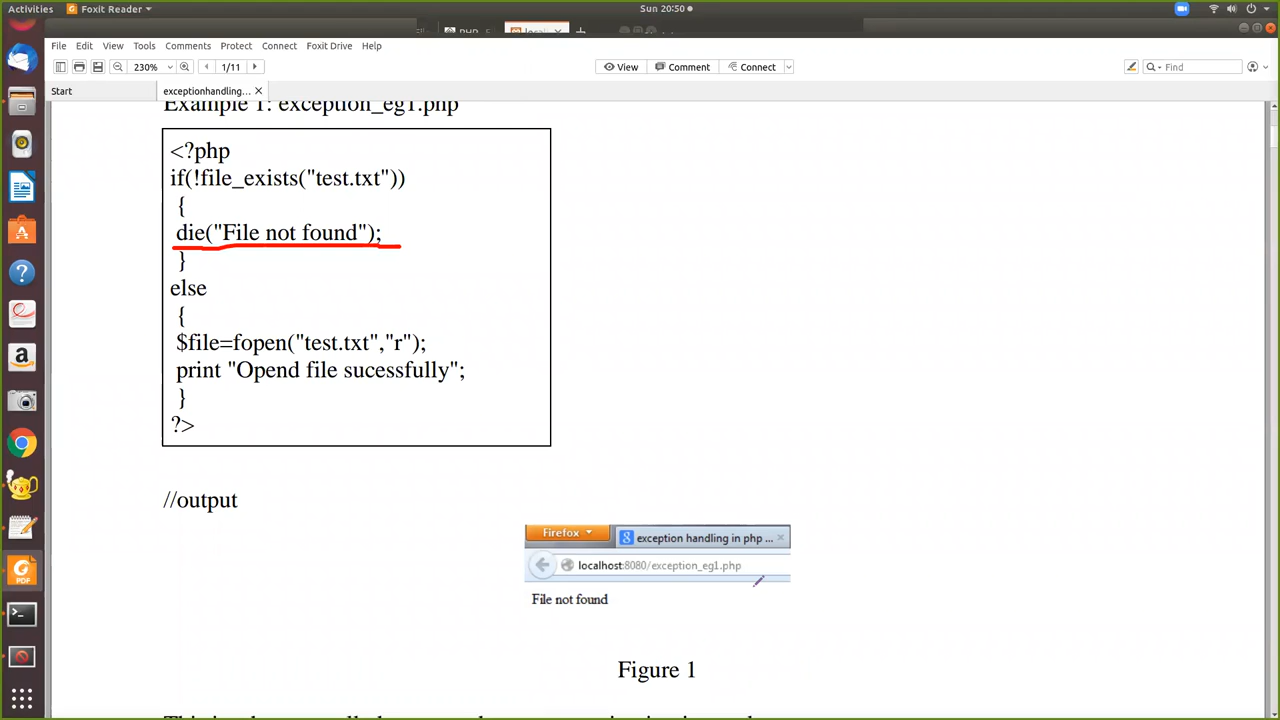 Activities Foxit Reader Sun 20:50
PHP
File Edit View Tools Comments Protect Connect Foxit Drive Help
230% 1/11 View Comment Connect Find
Start exceptionhandling...
Example 1: exception_eg1.php
<?php
if(!file_exists("test.txt"))
{
die("File not found");
}
else
{
$file=fopen("test.txt","r");
print "Opend file sucessfully";
}
?>
//output
Firefox exception handling in php ...
localhost:8080/exception_eg1.php
File not found
Figure 1